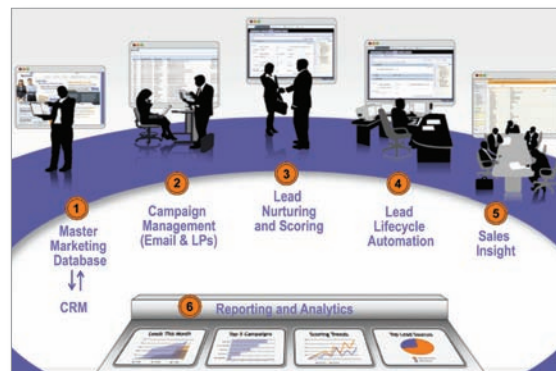 1
Master
Marketing
Database
CRM
2
Campaign
Management
(Email & LPs)
3
Lead
Nurturing
and Scoring
4
Lead
Lifecycle
Automation
5
Sales
Insight
6
Reporting and Analytics
Leads This Month
Top 5 Campaigns
Scoring Trends
Top Lead Sources